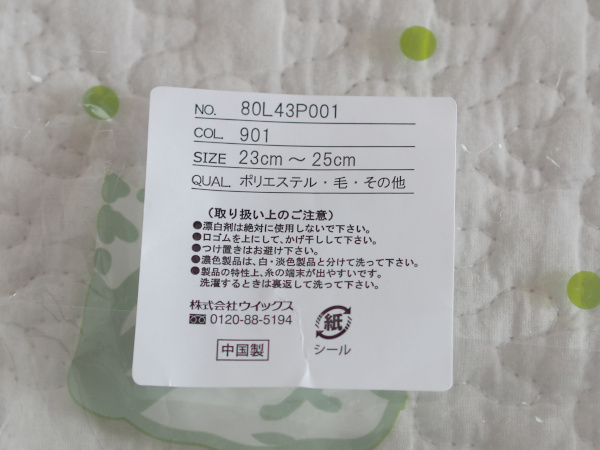 NO. 80L43P001
COL. 901
SIZE 23cm～25cm
QUAL. ポリエステル・毛・その他
（取り扱い上のご注意）
●漂白剤は絶対に使用しないで下さい。
●口ゴムを上にして、かげ干しして下さい。
●つけ置きはお避け下さい。
●濃色製品は、白・淡色製品と分けて洗って下さい。
●製品の特性上、糸の端末が出やすいです。
洗濯するときは裏返して洗って下さい。
株式会社ウイックス
0120-88-5194
紙
中国製
シール